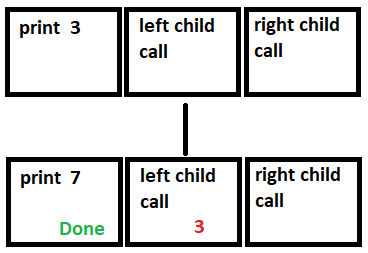 print 3
left child
call
right child
call
print 7
Done
left child
call
3
right child
call